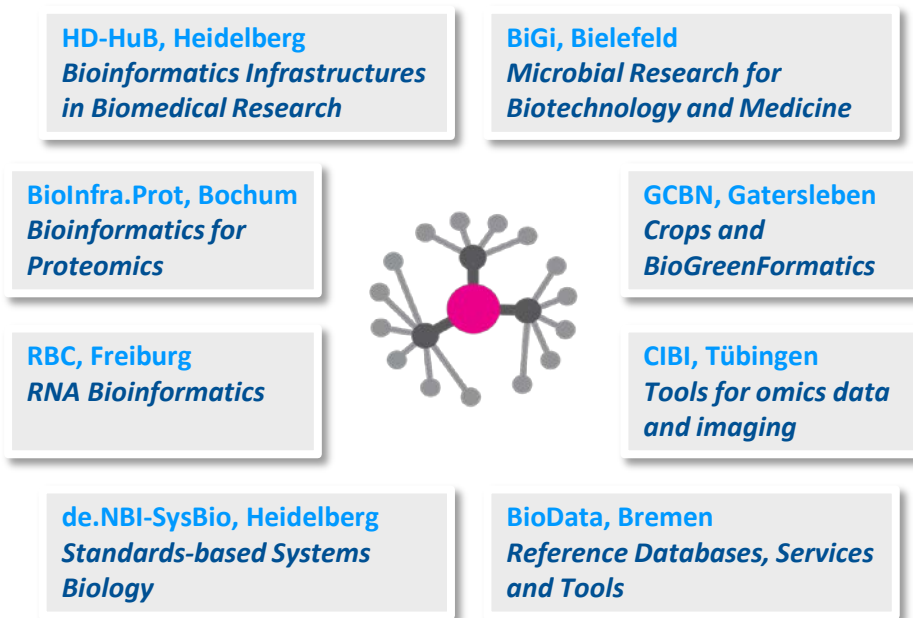 HD-HuB, Heidelberg
Bioinformatics Infrastructures
in Biomedical Research
BiGi, Bielefeld
Microbial Research for
Biotechnology and Medicine
BioInfra.Prot, Bochum
Bioinformatics for
Proteomics
GCBN, Gatersleben
Crops and
BioGreenFormatics
RBC, Freiburg
RNA Bioinformatics
CIBI, Tübingen
Tools for omics data
and imaging
de.NBI-SysBio, Heidelberg
Standards-based Systems
Biology
BioData, Bremen
Reference Databases, Services
and Tools